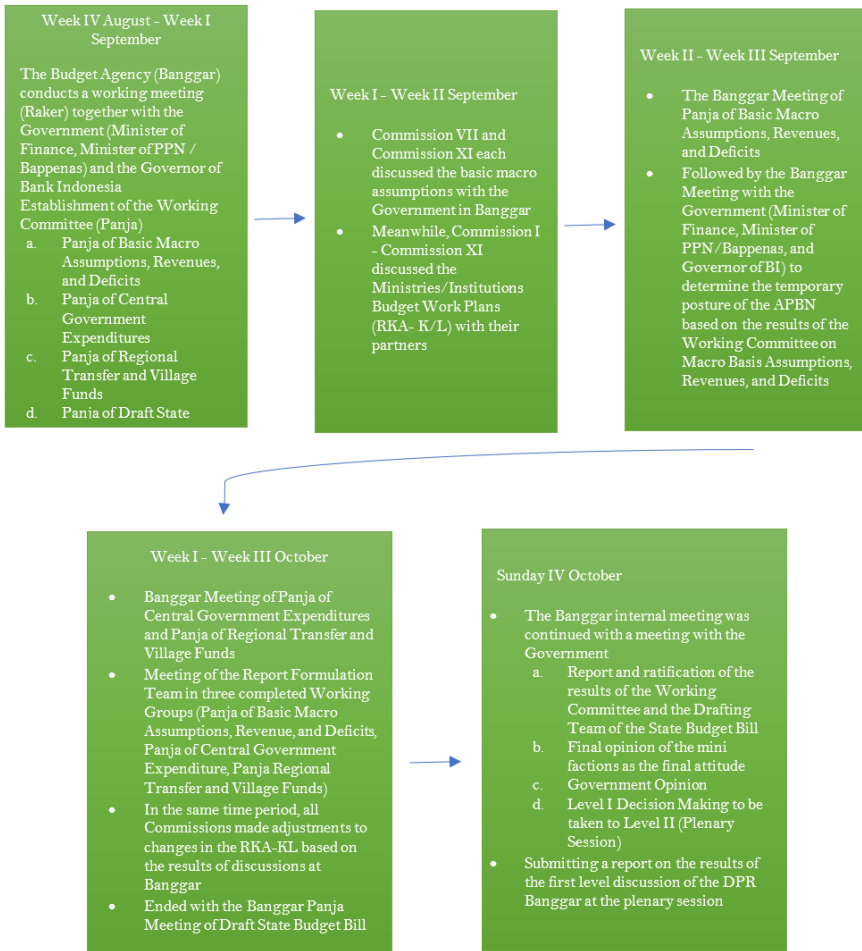 Week IV August – Week I
September
The Budget Agency (Banggar)
conducts a working meeting
(Raker) together with the
Government (Minister of
Finance, Minister of PPN /
Bappenas) and the Governor of
Bank Indonesia
Establishment of the Working
Committee (Panja)
a. Panja of Basic Macro
Assumptions, Revenues,
and Deficits
b. Panja of Central
Government
Expenditures
c. Panja of Regional
Transfer and Village
Funds
d. Panja of Draft State
Week I – Week II September
• Commission VII and
Commission XI each
discussed the basic macro
assumptions with the
Government in Banggar
• Meanwhile, Commission I
- Commission XI
discussed the
Ministries/Institutions
Budget Work Plans
(RKA- K/L) with their
partners
Week II – Week III September
• The Banggar Meeting of
Panja of Basic Macro
Assumptions, Revenues,
and Deficits
• Followed by the Banggar
Meeting with the
Government (Minister of
Finance, Minister of
PPN/Bappenas, and
Governor of BI) to
determine the temporary
posture of the APBN
based on the results of the
Working Committee on
Macro Basis Assumptions,
Revenues, and Deficits
Week I – Week III October
• Banggar Meeting of Panja of
Central Government Expenditures
and Panja of Regional Transfer and
Village Funds
• Meeting of the Report Formulation
Team in three completed Working
Groups (Panja of Basic Macro
Assumptions, Revenue, and Deficits,
Panja of Central Government
Expenditure, Panja Regional
Transfer and Village Funds)
• In the same time period, all
Commissions made adjustments to
changes in the RKA-KL based on
the results of discussions at
Banggar
• Ended with the Banggar Panja
Meeting of Draft State Budget Bill
Sunday IV October
• The Banggar internal meeting was
continued with a meeting with the
Government
a. Report and ratification of the
results of the Working
Committee and the Drafting
Team of the State Budget Bill
b. Final opinion of the mini
factions as the final attitude
c. Government Opinion
d. Level I Decision Making to be
taken to Level II (Plenary
Session)
• Submitting a report on the results of
the first level discussion of the DPR
Banggar at the plenary session